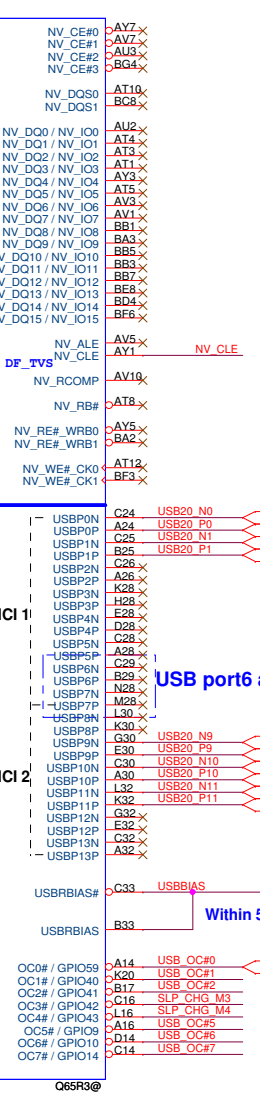 NV_CE#0 AY7
NV_CE#1 AV7
NV_CE#2 AU3
NV_CE#3 BG4
NV_DQS0 AT10
NV_DQS1 BC8
NV_DQ0 / NV_IO0 AU2
NV_DQ1 / NV_IO1 AT4
NV_DQ2 / NV_IO2 AT3
NV_DQ3 / NV_IO3 AT1
NV_DQ4 / NV_IO4 AY3
NV_DQ5 / NV_IO5 AT5
NV_DQ6 / NV_IO6 AV3
NV_DQ7 / NV_IO7 AV1
NV_DQ8 / NV_IO8 BB1
NV_DQ9 / NV_IO9 BA3
V_DQ10 / NV_IO10 BB5
V_DQ11 / NV_IO11 BB3
V_DQ12 / NV_IO12 BB7
V_DQ13 / NV_IO13 BE8
V_DQ14 / NV_IO14 BD4
V_DQ15 / NV_IO15 BF6
NV_ALE AV5
DF_TVS NV_CLE AY1 NV_CLE
NV_RCOMP AV10
NV_RB# AT8
NV_RE#_WRB0 AY5
NV_RE#_WRB1 BA2
NV_WE#_CK0 AT12
NV_WE#_CK1 BF3
USBP0N C24 USB20_N0
USBP0P A24 USB20_P0
USBP1N C25 USB20_N1
USBP1P B25 USB20_P1
USBP2N C26
USBP2P A26
USBP3N K28
USBP3P H28
USBP4N E28
USBP4P D28
USBP5N C28
USBP5P A28
USBP6N C29
USBP6P B29
USBP7N N28
USBP7P M28
USBP8N L30
USBP8P K30
USBP9N G30 USB20_N9
USBP9P E30 USB20_P9
USBP10N C30 USB20_N10
USBP10P A30 USB20_P10
USBP11N L32 USB20_N11
USBP11P K32 USB20_P11
USBP12N G32
USBP12P E32
USBP13N C32
USBP13P A32
CI 1
USB port6 a
CI 2
USBRBIAS# C33 USBBIAS
Within 5
USBRBIAS B33
OC0# / GPIO59 A14 USB_OC#0
OC1# / GPIO40 K20 USB_OC#1
OC2# / GPIO41 B17 USB_OC#2
OC3# / GPIO42 C16 SLP_CHG_M3
OC4# / GPIO43 L16 SLP_CHG_M4
OC5# / GPIO9 A16 USB_OC#5
OC6# / GPIO10 D14 USB_OC#6
OC7# / GPIO14 C14 USB_OC#7
Q65R3@